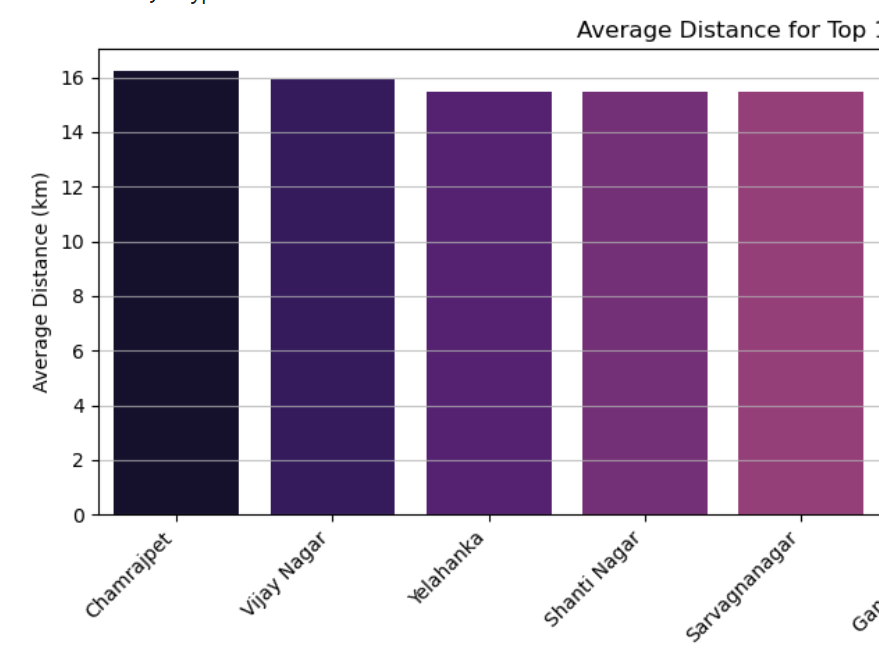 Average Distance for Top
16
14
12
10
8
6
4
2
0
Average Distance (km)
Chamrajpet
Vijay Nagar
Yelahanka
Shanti Nagar
Sarvagnanagar